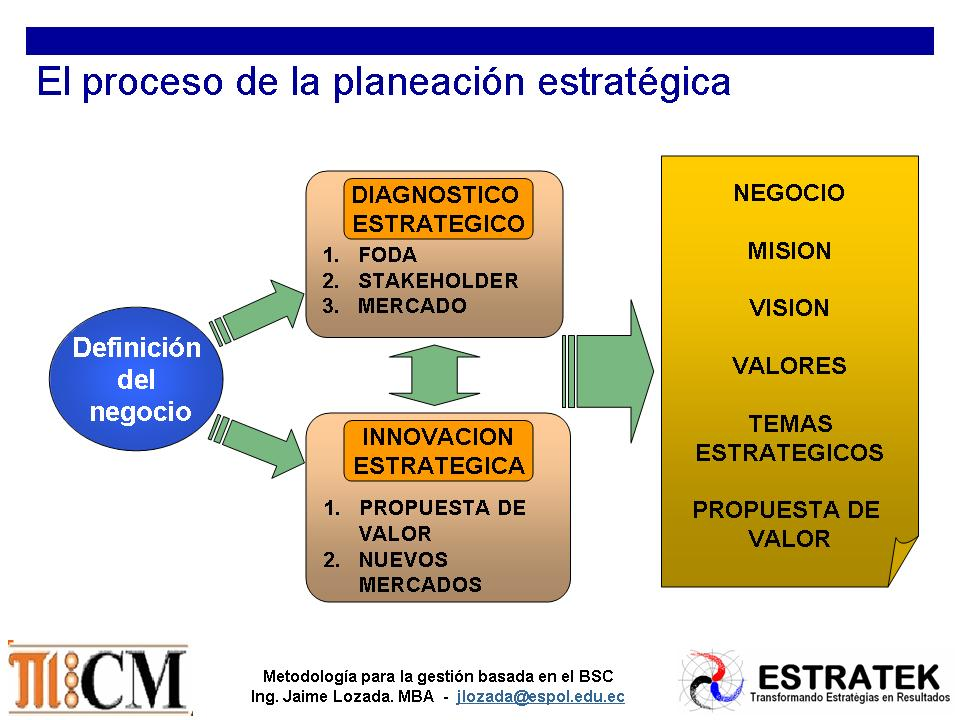 El proceso de la planeación estratégica
Definición
del
negocio
DIAGNOSTICO
ESTRATEGICO
1. FODA
2. STAKEHOLDER
3. MERCADO
INNOVACION
ESTRATEGICA
1. PROPUESTA DE
VALOR
2. NUEVOS
MERCADOS
NEGOCIO
MISION
VISION
VALORES
TEMAS
ESTRATEGICOS
PROPUESTA DE
VALOR
CM
Metodología para la gestión basada en el BSC
Ing. Jaime Lozada. MBA - jlozada@espol.edu.ec
ESTRATEK
Transformando Estratégias en Resultados